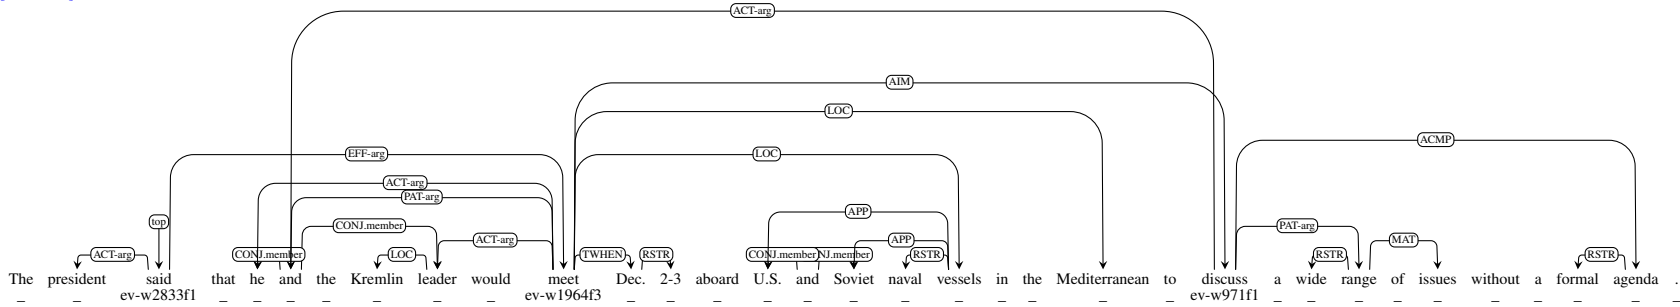 ACT-arg
AIM
LOC
ACMP
EFF-arg LOC
ACT-arg
PAT-arg
top CONJ.member APP PAT-arg
ACT-arg APP MAT
ACT-arg CONJ.member LOC TWHEN RSTR CONJ.member NJ.member RSTR RSTR RSTR
The president said that he and the Kremlin leader would meet Dec. 2-3 aboard U.S. and Soviet naval vessels in the Mediterranean to discuss a wide range of issues without a formal agenda
_ _ ev-w2833f1 _ _ _ _ _ _ _ ev-w1964f3 _ _ _ _ _ _ _ _ _ _ _ _ ev-w971f1 _ _ _ _ _ _ _ _ _